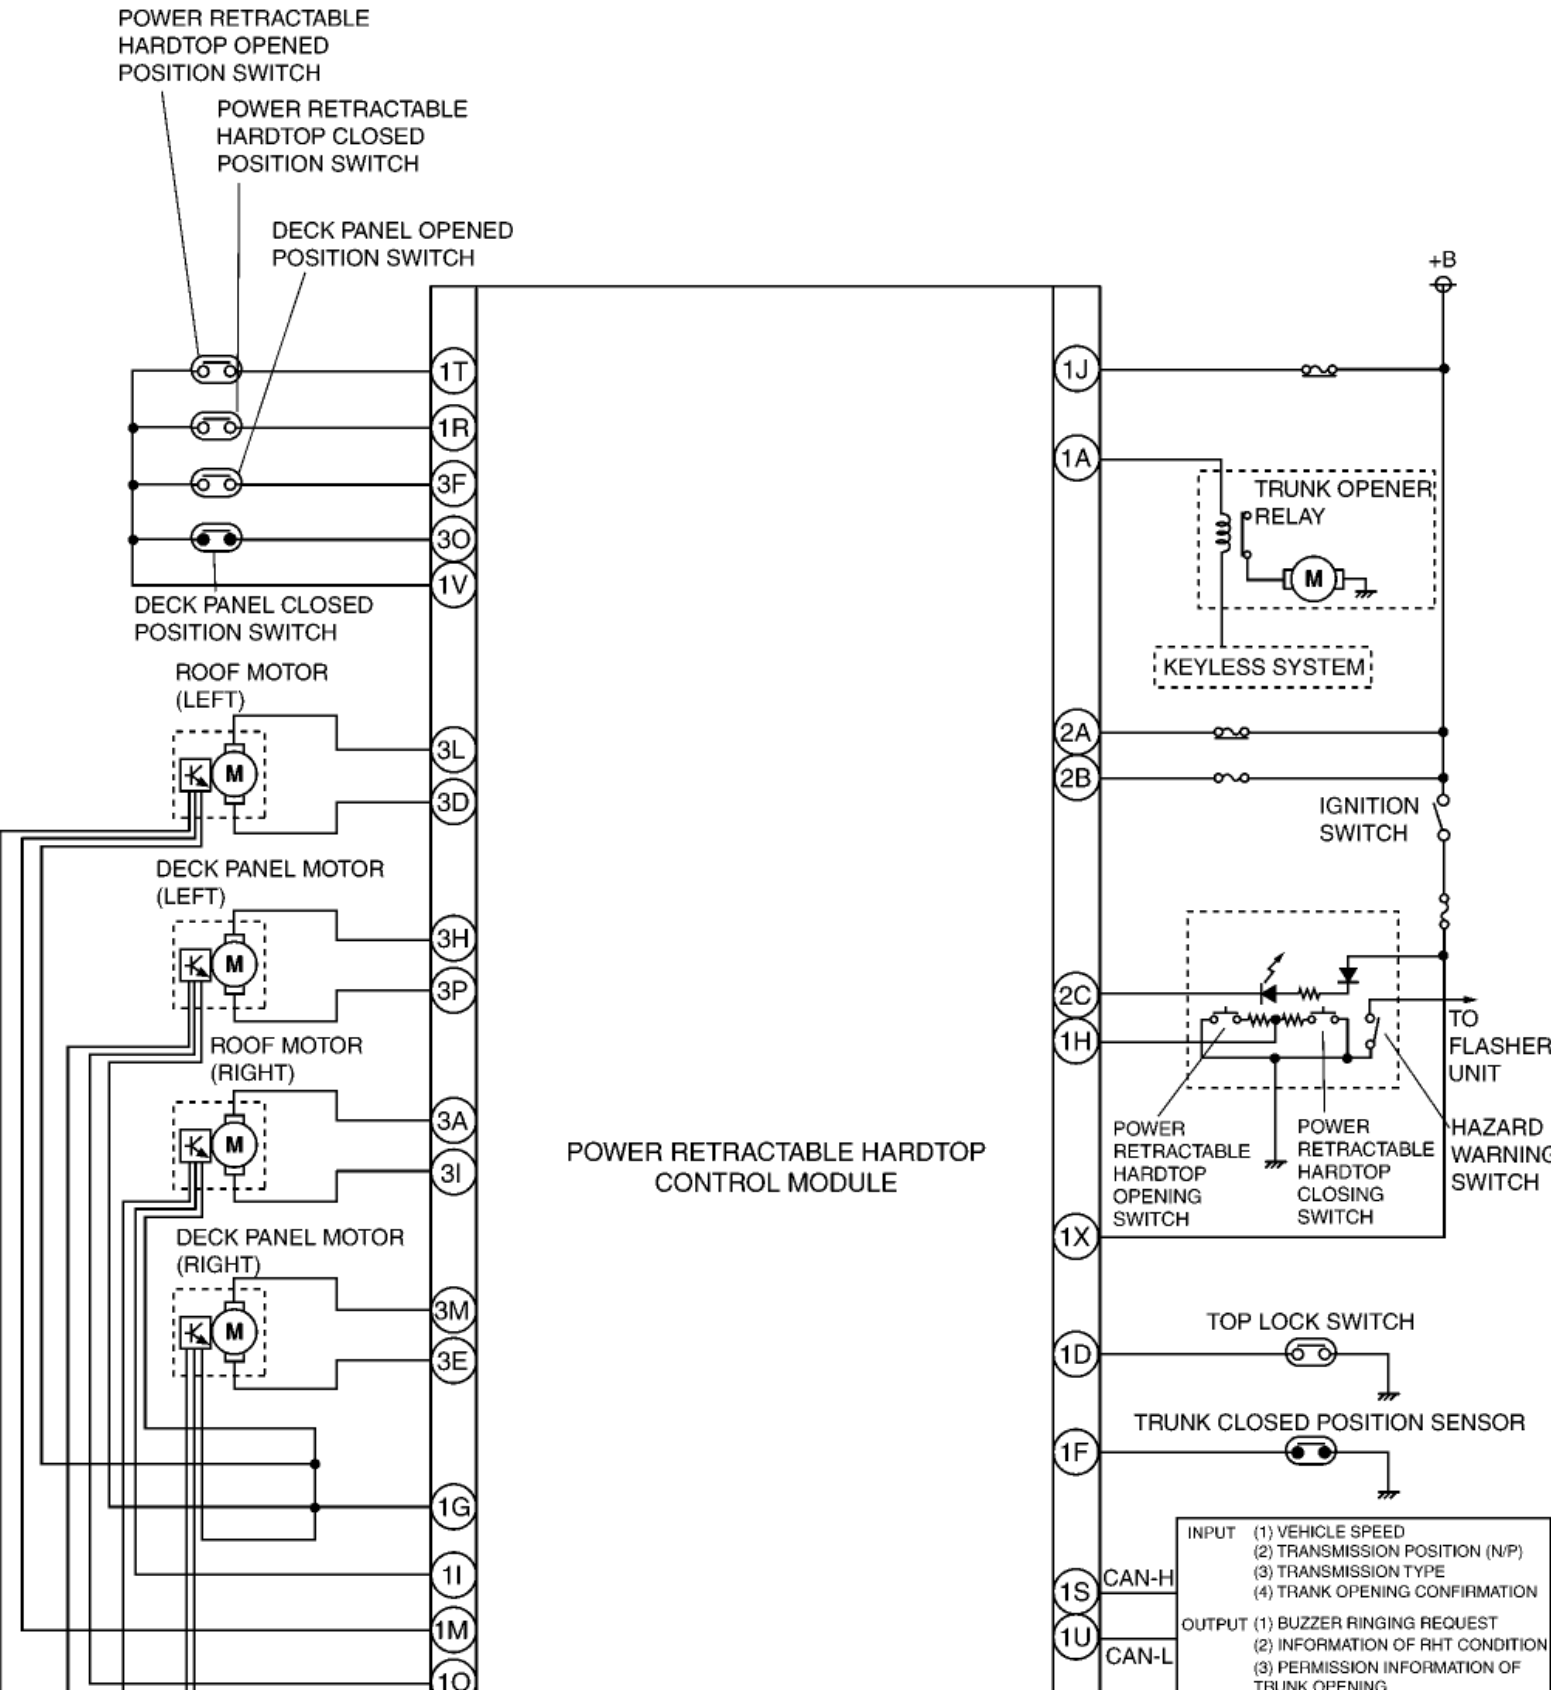 POWER RETRACTABLE
HARDTOP OPENED
POSITION SWITCH
POWER RETRACTABLE
HARDTOP CLOSED
POSITION SWITCH
DECK PANEL OPENED
POSITION SWITCH
1T
1R
3F
3O
1V
DECK PANEL CLOSED
POSITION SWITCH
ROOF MOTOR
(LEFT)
M
3L
3D
DECK PANEL MOTOR
(LEFT)
M
3H
3P
ROOF MOTOR
(RIGHT)
M
3A
3I
DECK PANEL MOTOR
(RIGHT)
M
3M
3E
1G
1I
1M
1O
POWER RETRACTABLE HARDTOP
CONTROL MODULE
+B
1J
1A
TRUNK OPENER
RELAY
M
KEYLESS SYSTEM
2A
2B
IGNITION
SWITCH
2C
1H
TO
FLASHER
UNIT
POWER
RETRACTABLE
HARDTOP
OPENING
SWITCH
POWER
RETRACTABLE
HARDTOP
CLOSING
SWITCH
HAZARD
WARNING
SWITCH
1X
TOP LOCK SWITCH
1D
TRUNK CLOSED POSITION SENSOR
1F
1S
CAN-H
1U
CAN-L
INPUT (1) VEHICLE SPEED
(2) TRANSMISSION POSITION (N/P)
(3) TRANSMISSION TYPE
(4) TRANK OPENING CONFIRMATION
OUTPUT (1) BUZZER RINGING REQUEST
(2) INFORMATION OF RHT CONDITION
(3) PERMISSION INFORMATION OF
TRUNK OPENING